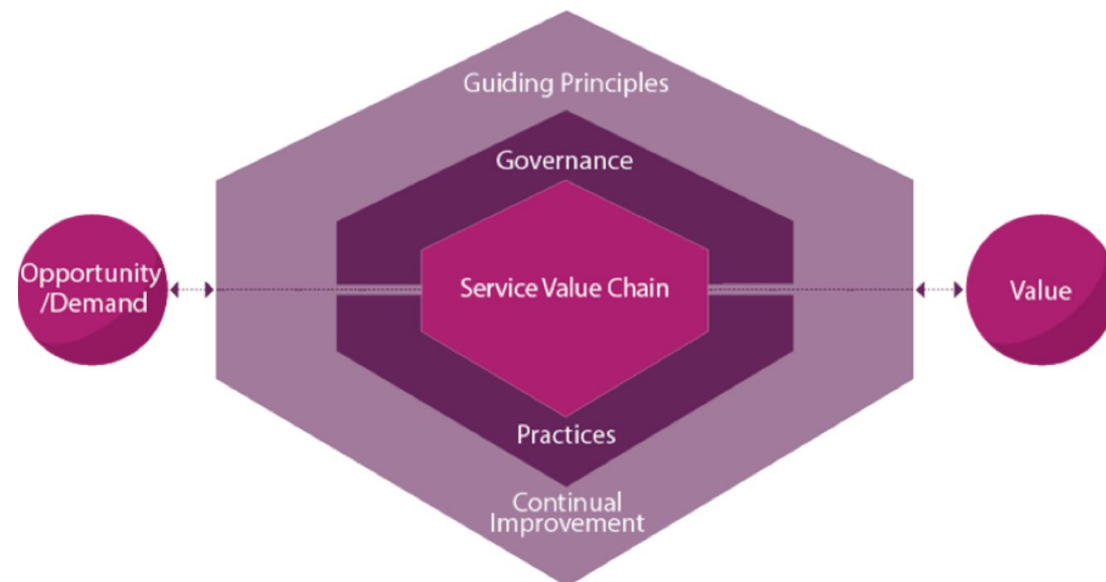 Guiding Principles
Governance
Opportunity
/Demand
Service Value Chain
Value
Practices
Continual
Improvement